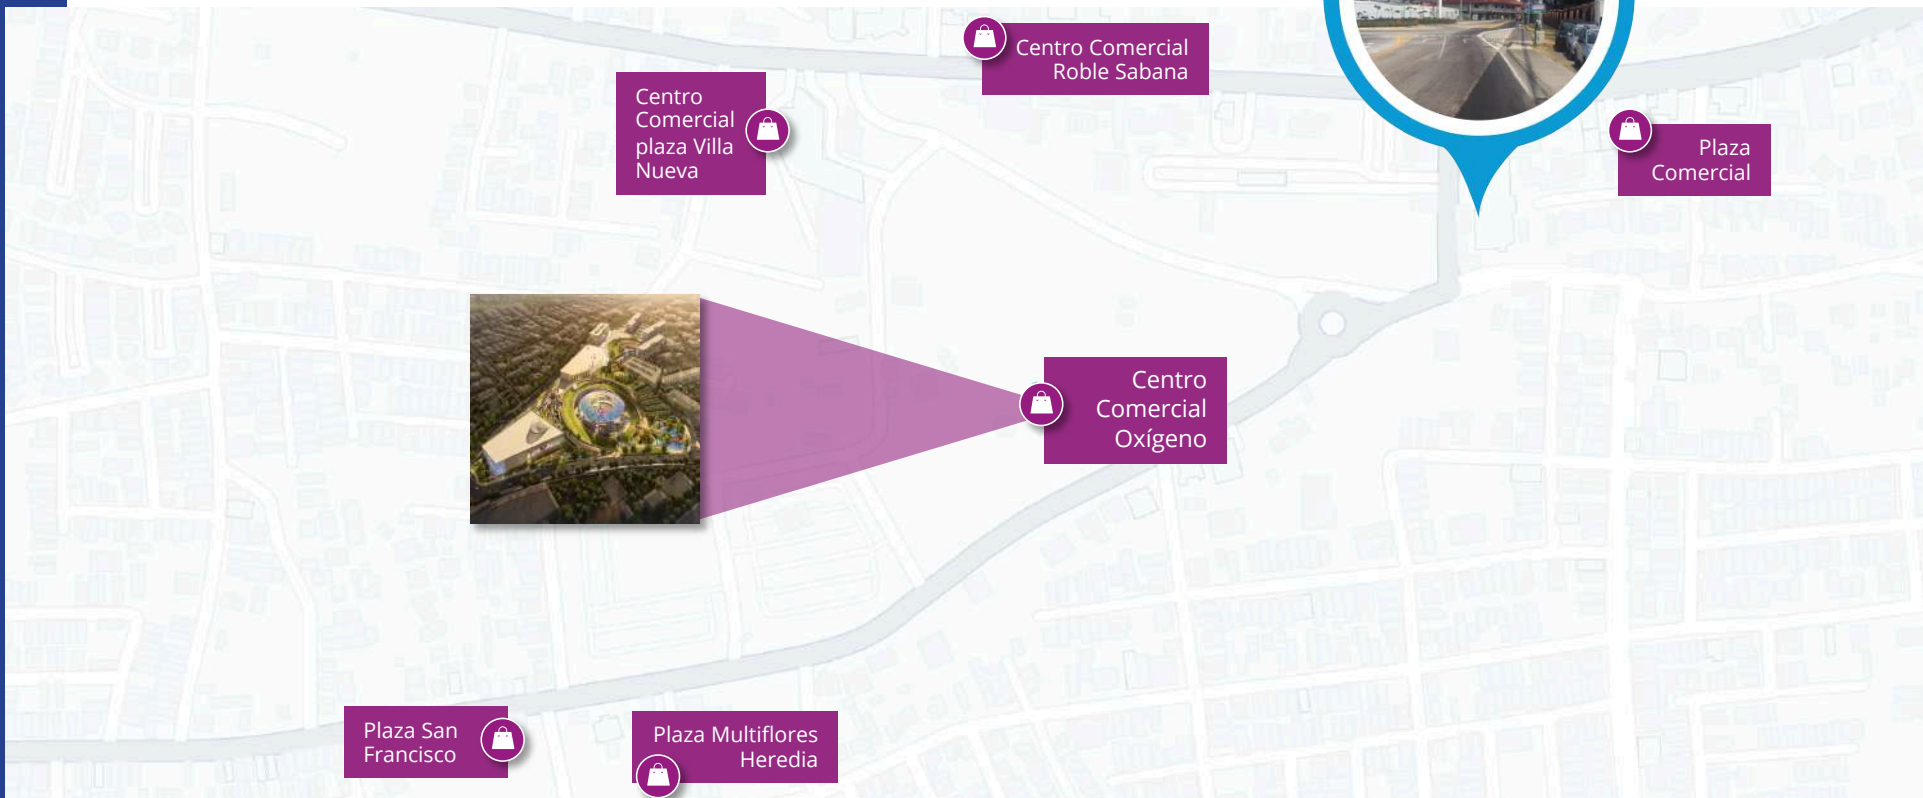 Centro Comercial
Roble Sabana
Centro
Comercial
plaza Villa
Nueva
Plaza
Comercial
Centro
Comercial
Oxígeno
Plaza San
Francisco
Plaza Multiflores
Heredia